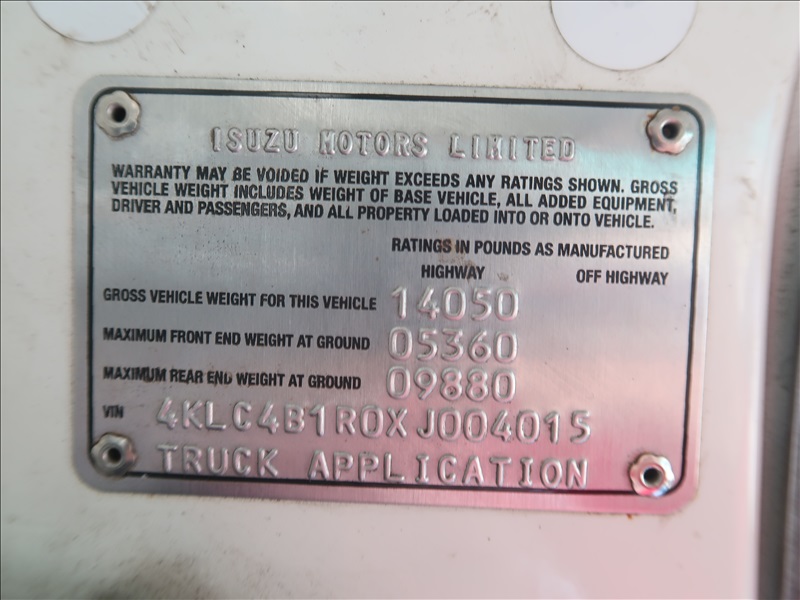 ISUZU MOTORS LIMITED
WARRANTY MAY BE VOIDED IF WEIGHT EXCEEDS ANY RATINGS SHOWN. GROSS
VEHICLE WEIGHT INCLUDES WEIGHT OF BASE VEHICLE, ALL ADDED EQUIPMENT,
DRIVER AND PASSENGERS, AND ALL PROPERTY LOADED INTO OR ONTO VEHICLE.
RATINGS IN POUNDS AS MANUFACTURED
HIGHWAY OFF HIGHWAY
GROSS VEHICLE WEIGHT FOR THIS VEHICLE 14050
MAXIMUM FRONT END WEIGHT AT GROUND 05360
MAXIMUM REAR END WEIGHT AT GROUND 09880
VIN 4KLC4B1R0XJ004015
TRUCK APPLICATION